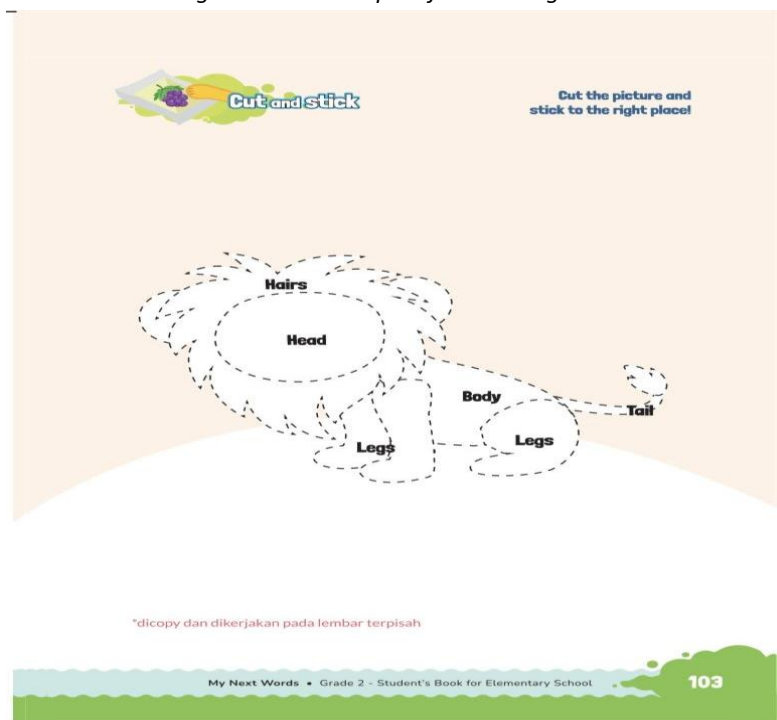 Cut and stick
Cut the picture and
stick to the right place!
Hairs
Head
Body
Tail
Legs
Legs
*dicopy dan dikerjakan pada lembar terpisah
My Next Words • Grade 2 - Student's Book for Elementary School
103